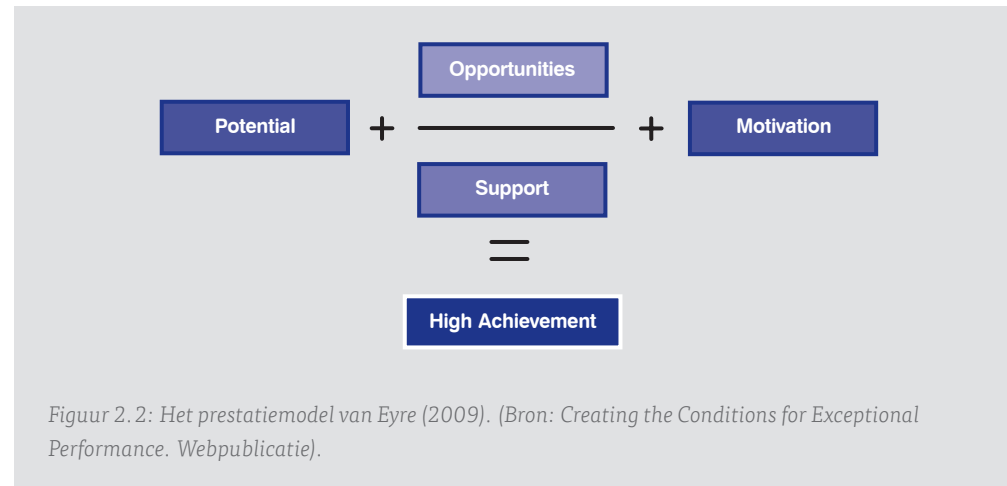 Opportunities
Potential + + Motivation
Support
=
High Achievement
Figuur 2.2: Het prestatiemodel van Eyre (2009). (Bron: Creating the Conditions for Exceptional
Performance. Webpublicatie).